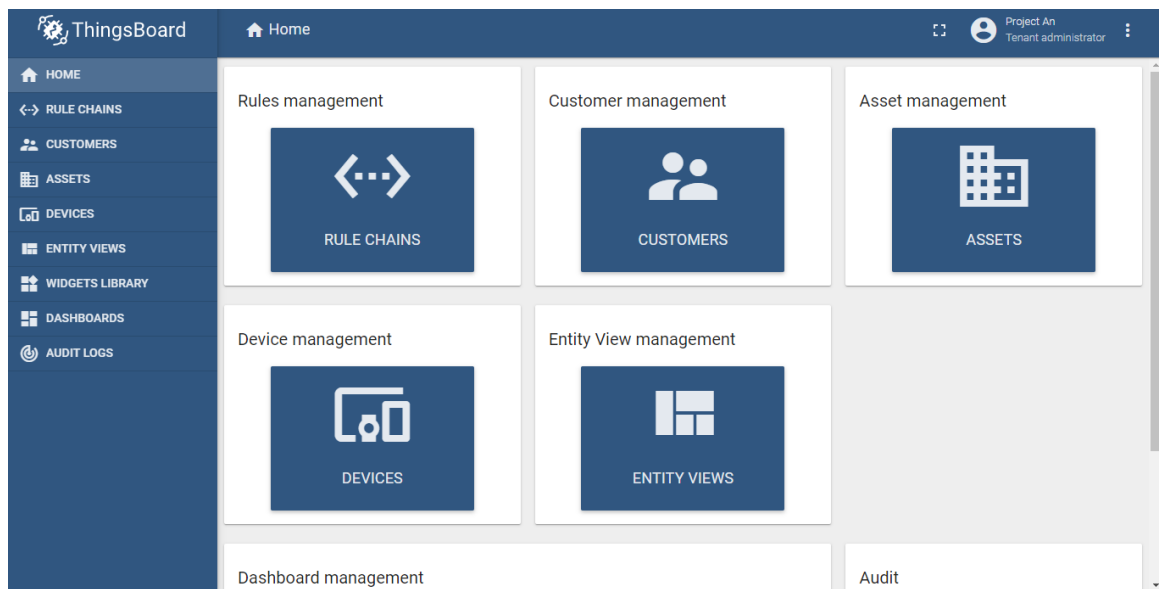 ThingsBoard
Home
Project An
Tenant administrator
HOME
RULE CHAINS
CUSTOMERS
ASSETS
DEVICES
ENTITY VIEWS
WIDGETS LIBRARY
DASHBOARDS
AUDIT LOGS
Rules management
RULE CHAINS
Customer management
CUSTOMERS
Asset management
ASSETS
Device management
DEVICES
Entity View management
ENTITY VIEWS
Dashboard management
Audit